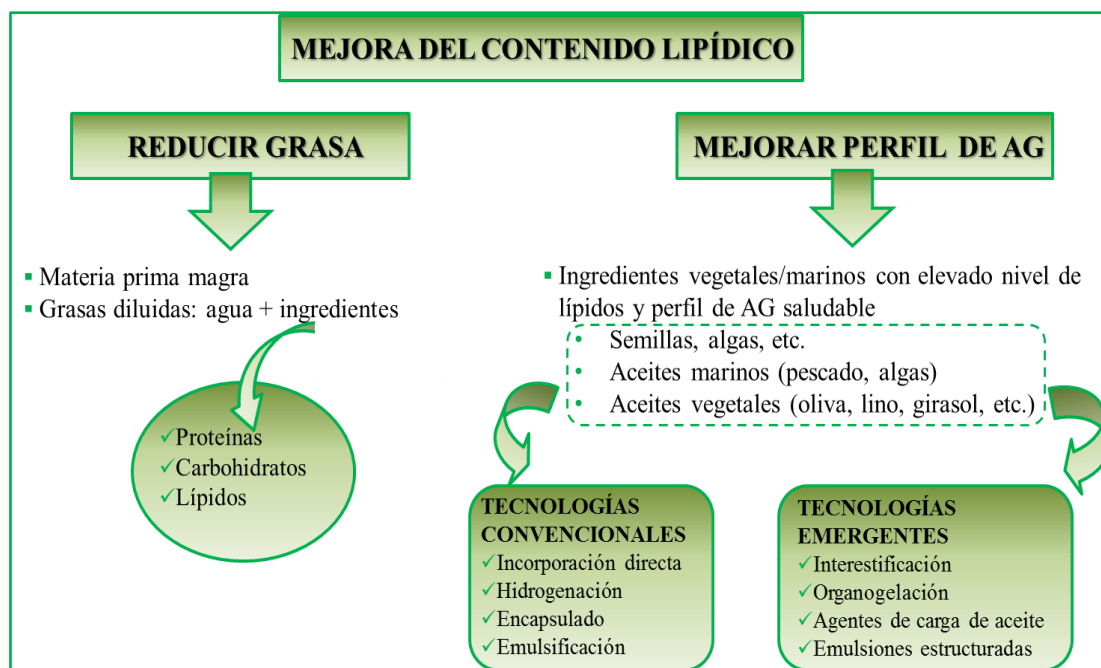 MEJORA DEL CONTENIDO LIPÍDICO
REDUCIR GRASA
▪ Materia prima magra
▪ Grasas diluidas: agua + ingredientes
✓Proteínas
✓Carbohidratos
✓Lípidos
MEJORAR PERFIL DE AG
▪ Ingredientes vegetales/marinos con elevado nivel de
lípidos y perfil de AG saludable
• Semillas, algas, etc.
• Aceites marinos (pescado, algas)
• Aceites vegetales (oliva, lino, girasol, etc.)
TECNOLOGÍAS
CONVENCIONALES
✓Incorporación directa
✓Hidrogenación
✓Encapsulado
✓Emulsificación
TECNOLOGÍAS
EMERGENTES
✓Interestificación
✓Organogelación
✓Agentes de carga de aceite
✓Emulsiones estructuradas